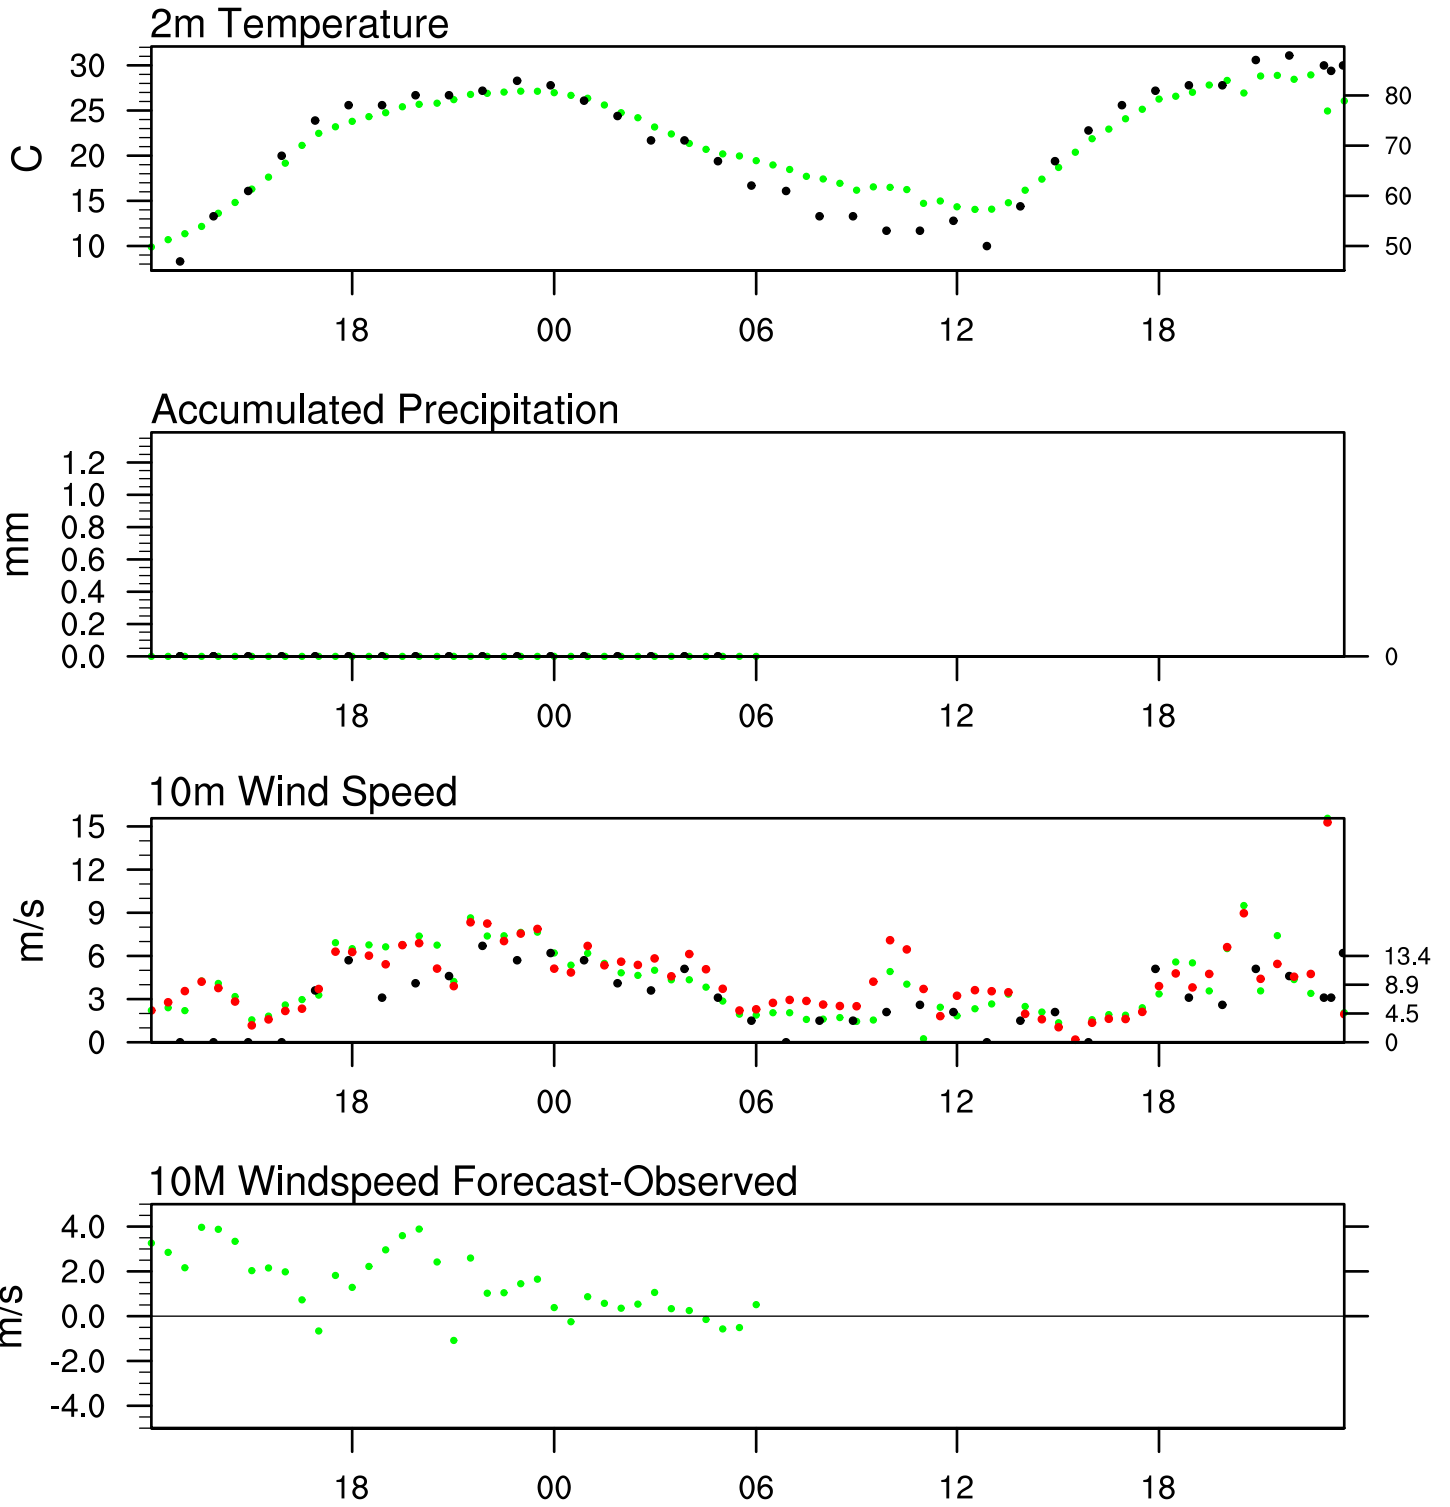 2m Temperature
30
25
20
15
10
C
80
70
60
50
18 00 06 12 18
Accumulated Precipitation
1.2
1.0
0.8
0.6
0.4
0.2
0.0
mm
0
18 00 06 12 18
10m Wind Speed
15
12
9
6
3
0
m/s
13.4
8.9
4.5
0
18 00 06 12 18
10M Windspeed Forecast-Observed
4.0
2.0
0.0
-2.0
-4.0
m/s
18 00 06 12 18